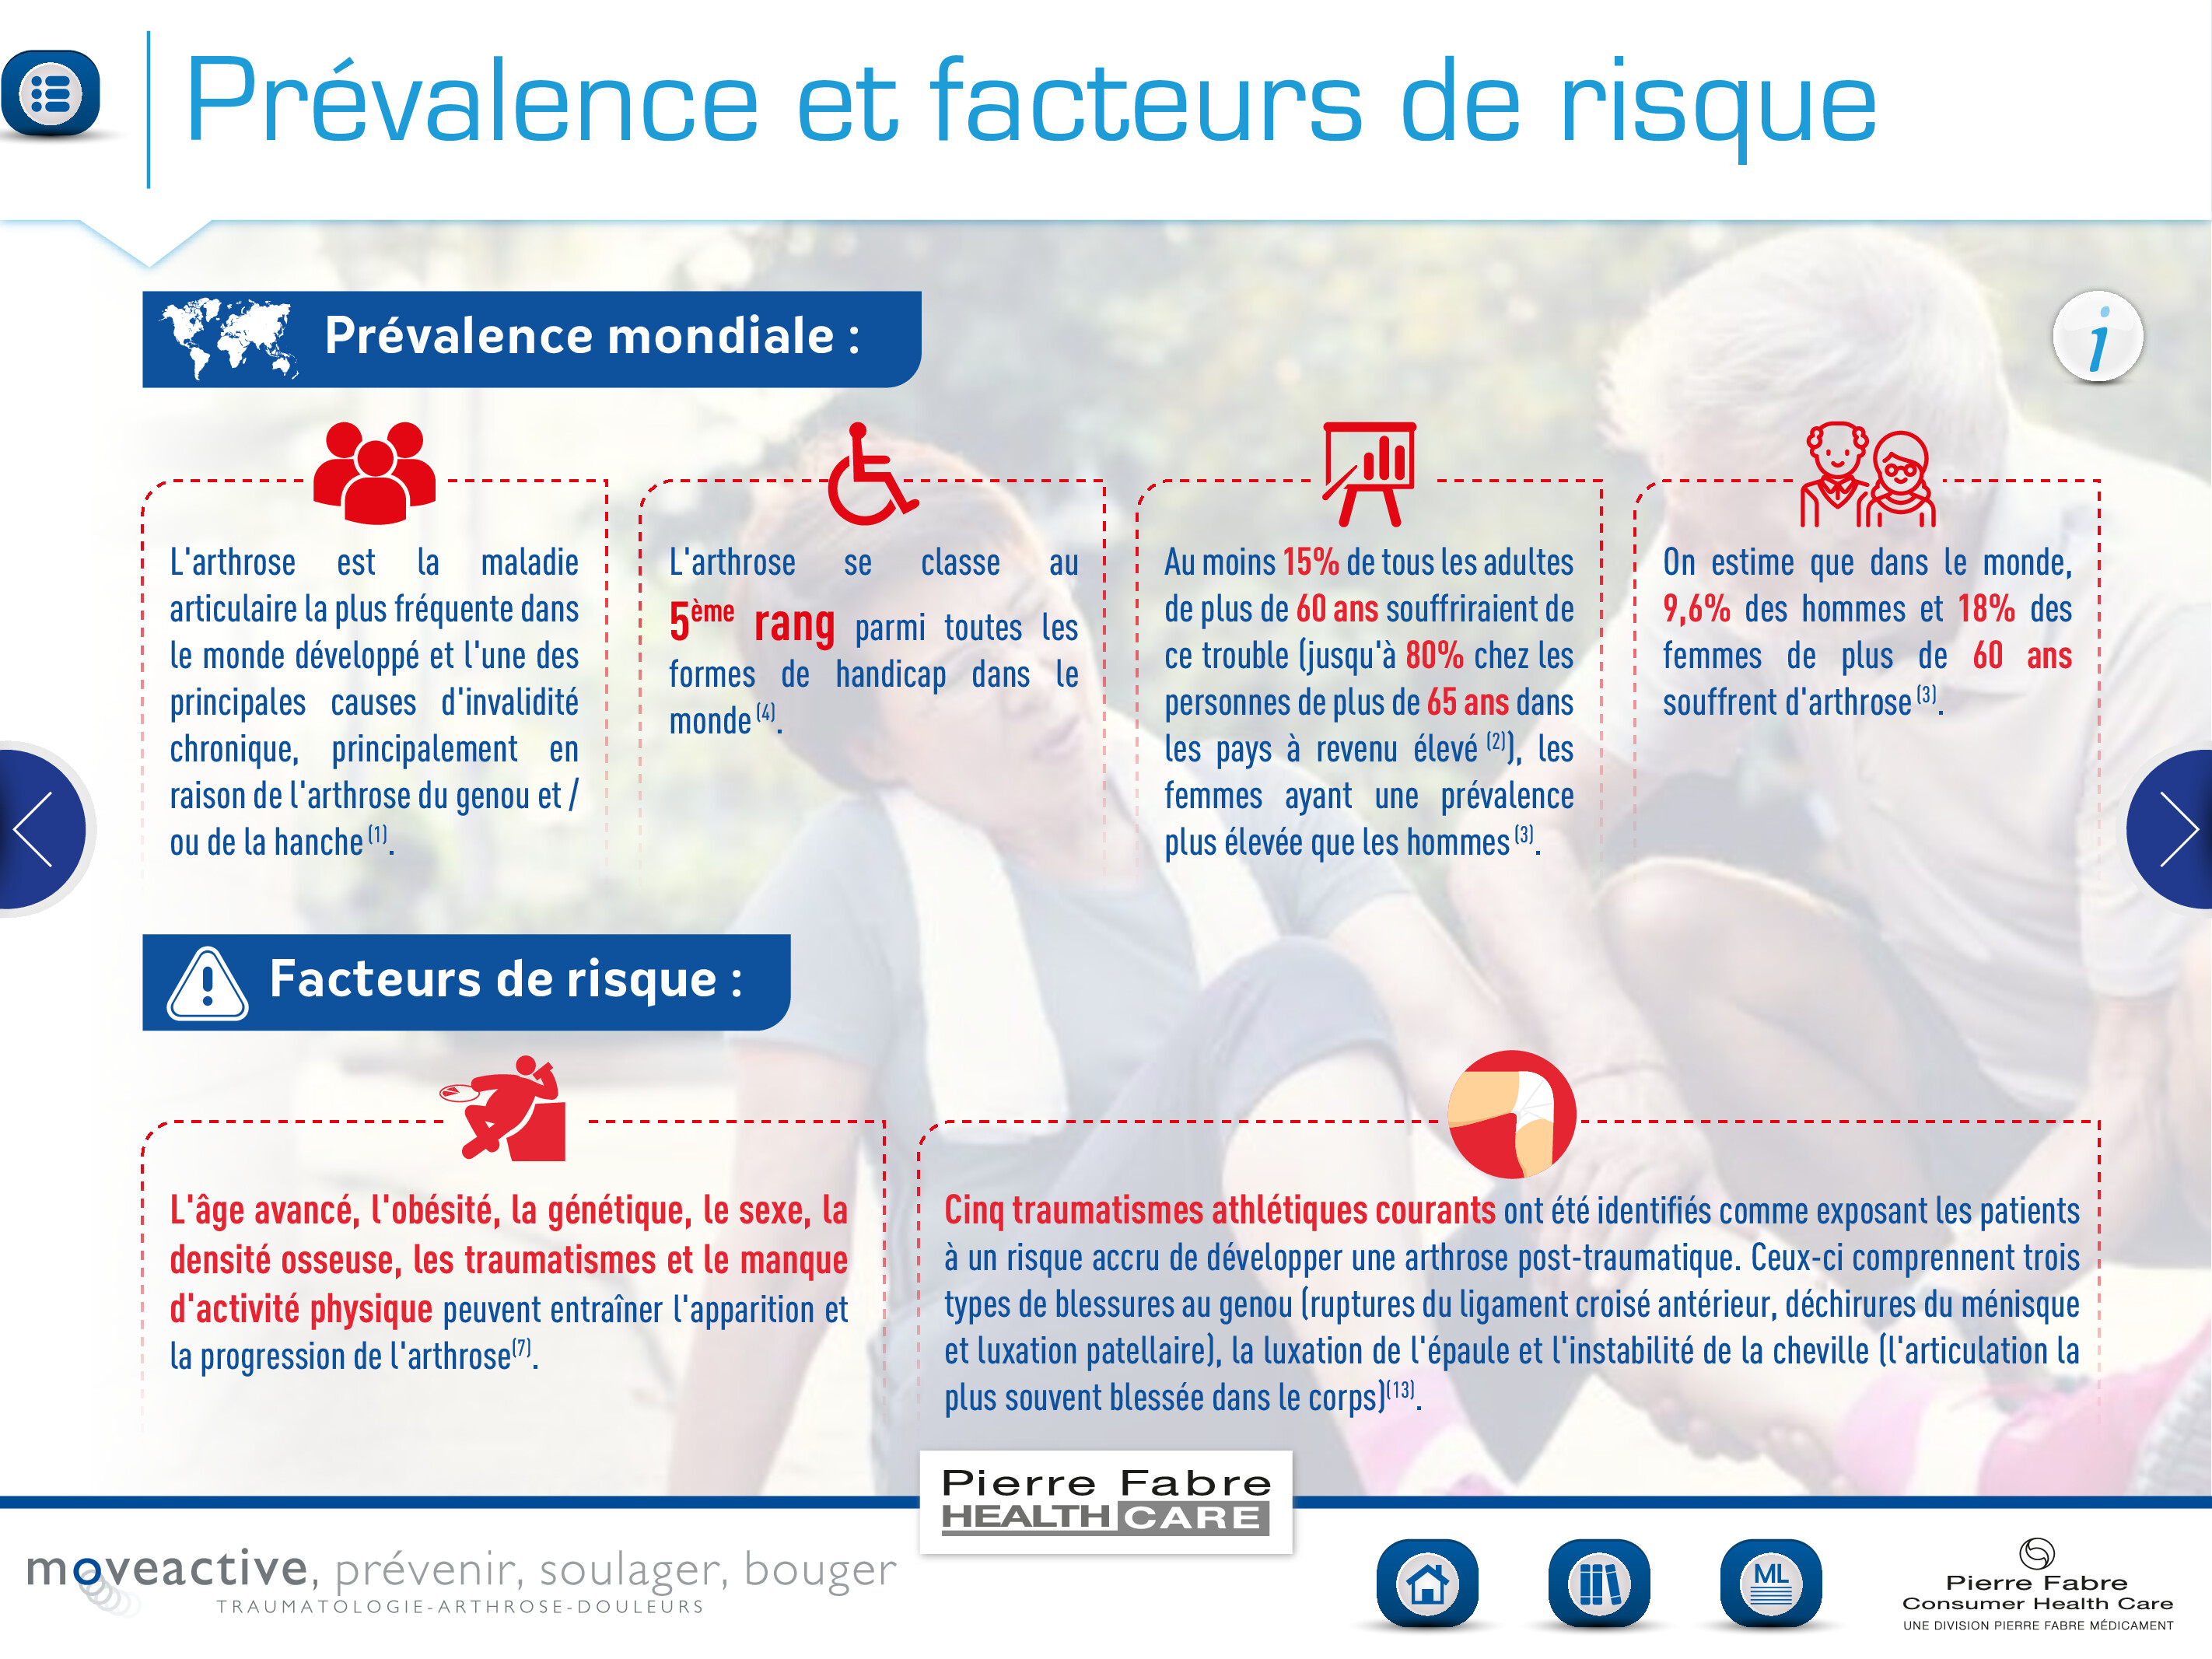 Prévalence et facteurs de risque
Prévalence mondiale :
i
L'arthrose est la maladie
articulaire la plus fréquente dans
le monde développé et l'une des
principales causes d'invalidité
chronique, principalement en
raison de l'arthrose du genou et /
ou de la hanche (1).
L'arthrose se classe au
5ème rang parmi toutes les
formes de handicap dans le
monde (4).
Au moins 15% de tous les adultes
de plus de 60 ans souffriraient de
ce trouble (jusqu'à 80% chez les
personnes de plus de 65 ans dans
les pays à revenu élevé (2)), les
femmes ayant une prévalence
plus élevée que les hommes (3).
On estime que dans le monde,
9,6% des hommes et 18% des
femmes de plus de 60 ans
souffrent d'arthrose (3).
Facteurs de risque :
L'âge avancé, l'obésité, la génétique, le sexe, la
densité osseuse, les traumatismes et le manque
d'activité physique peuvent entraîner l'apparition et
la progression de l'arthrose(7).
Cinq traumatismes athlétiques courants ont été identifiés comme exposant les patients
à un risque accru de développer une arthrose post-traumatique. Ceux-ci comprennent trois
types de blessures au genou (ruptures du ligament croisé antérieur, déchirures du ménisque
et luxation patellaire), la luxation de l'épaule et l'instabilité de la cheville (l'articulation la
plus souvent blessée dans le corps)(13).
Pierre Fabre
HEALTH CARE
moveactive, prévenir, soulager, bouger
TRAUMATOLOGIE-ARTHROSE-DOULEURS
ML
Pierre Fabre
Consumer Health Care
UNE DIVISION PIERRE FABRE MÉDICAMENT